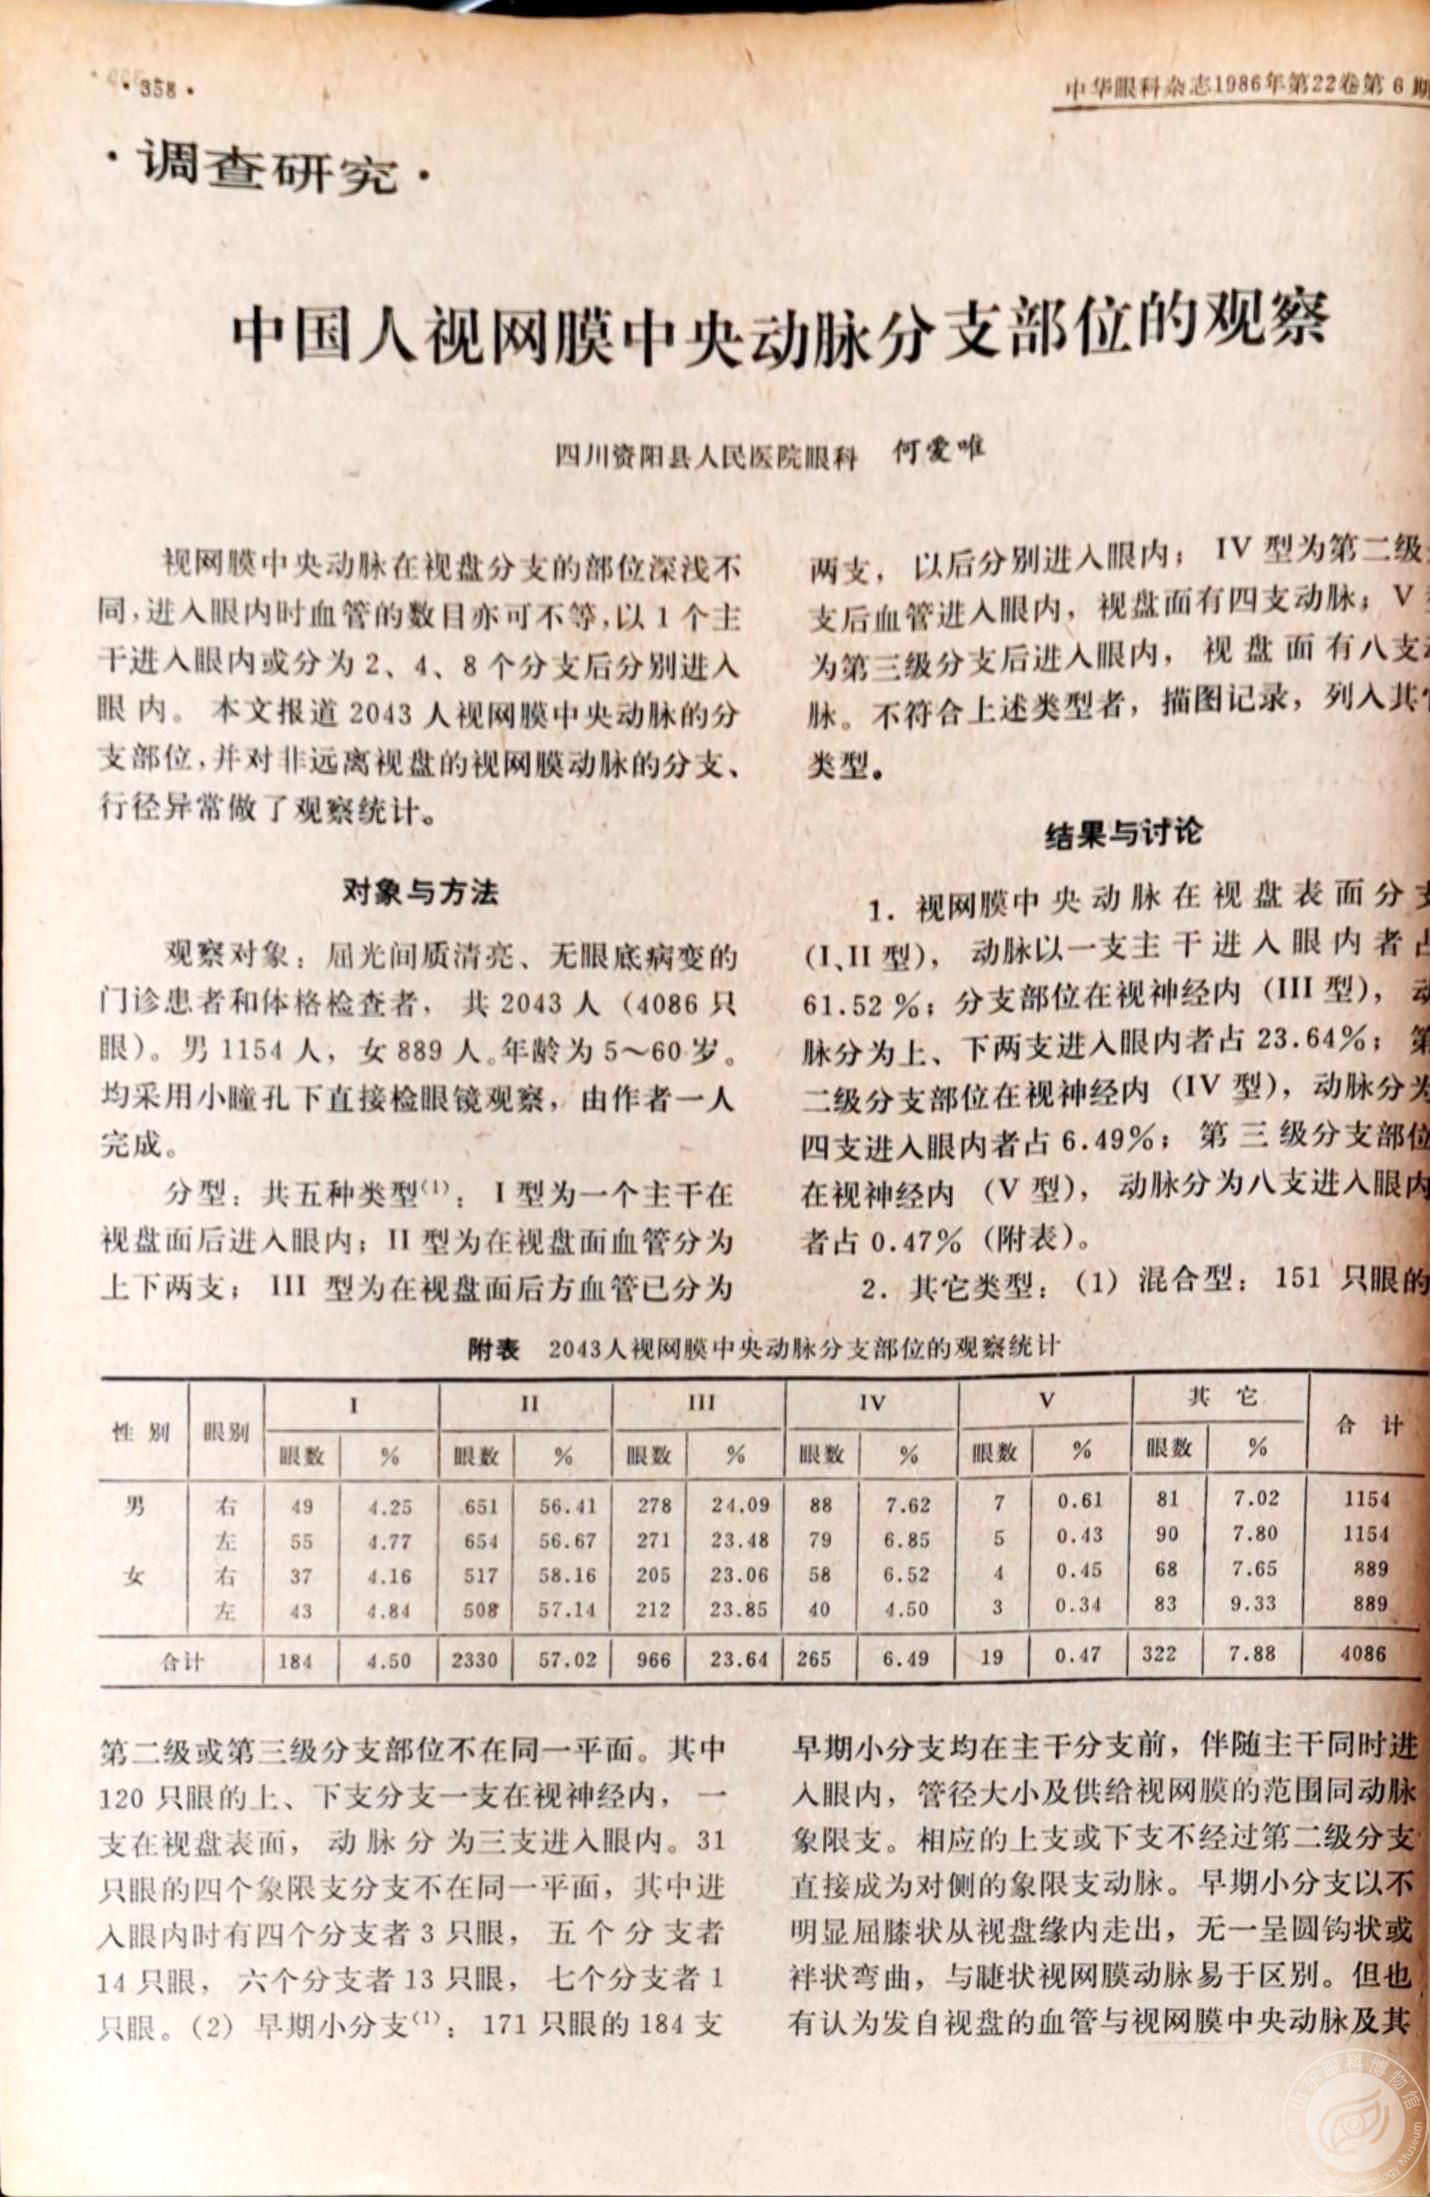 ·358·
中华眼科杂志1986年第22卷第6期
·调查研究·
中国人视网膜中央动脉分支部位的观察
四川资阳县人民医院眼科 何爱唯
视网膜中央动脉在视盘分支的部位深浅不
同,进入眼内时血管的数目亦可不等,以1个主
干进入眼内或分为2、4、8个分支后分别进入
眼内。本文报道2043人视网膜中央动脉的分
支部位,并对非远离视盘的视网膜动脉的分支、
行径异常做了观察统计。
对象与方法
观察对象：屈光间质清亮、无眼底病变的
门诊患者和体格检查者，共2043人（4086只
眼）。男1154人，女889人。年龄为5～60岁。
均采用小瞳孔下直接检眼镜观察，由作者一人
完成。
分型：共五种类型⁽¹⁾：I型为一个主干在
视盘面后进入眼内；II型为在视盘面血管分为
上下两支；III型为在视盘面后方血管已分为
两支，以后分别进入眼内；IV型为第二级
支后血管进入眼内，视盘面有四支动脉；V
为第三级分支后进入眼内，视盘面有八支
脉。不符合上述类型者，描图记录，列入其
类型。
结果与讨论
1．视网膜中央动脉在视盘表面分支
(I、II型)，动脉以一支主干进入眼内者占
61.52%；分支部位在视神经内（III型），动
脉分为上、下两支进入眼内者占23.64%；第
二级分支部位在视神经内（IV型），动脉分为
四支进入眼内者占6.49%；第三级分支部位
在视神经内（V型），动脉分为八支进入眼内
者占0.47%（附表）。
2．其它类型：（1）混合型：151只眼的
附表 2043人视网膜中央动脉分支部位的观察统计
性别 眼别 I II III IV V 其它 合计
眼数 % 眼数 % 眼数 % 眼数 % 眼数 % 眼数 %
男 右 49 4.25 651 56.41 278 24.09 88 7.62 7 0.61 81 7.02 1154
左 55 4.77 654 56.67 271 23.48 79 6.85 5 0.43 90 7.80 1154
女 右 37 4.16 517 58.16 205 23.06 58 6.52 4 0.45 68 7.65 889
左 43 4.84 508 57.14 212 23.85 40 4.50 3 0.34 83 9.33 889
合计 184 4.50 2330 57.02 966 23.64 265 6.49 19 0.47 322 7.88 4086
第二级或第三级分支部位不在同一平面。其中
120只眼的上、下支分支一支在视神经内，一
支在视盘表面，动脉分为三支进入眼内。31
只眼的四个象限支分支不在同一平面，其中进
入眼内时有四个分支者3只眼，五个分支者
14只眼，六个分支者13只眼，七个分支者1
只眼。（2）早期小分支⁽¹⁾：171只眼的184支
早期小分支均在主干分支前，伴随主干同时进
入眼内，管径大小及供给视网膜的范围同动脉
象限支。相应的上支或下支不经过第二级分支
直接成为对侧的象限支动脉。早期小分支以不
明显屈膝状从视盘缘内走出，无一呈圆钩状或
袢状弯曲，与睫状视网膜动脉易于区别。但也
有认为发自视盘的血管与视网膜中央动脉及其
山东眼科博物馆
Ophthalmology Museum